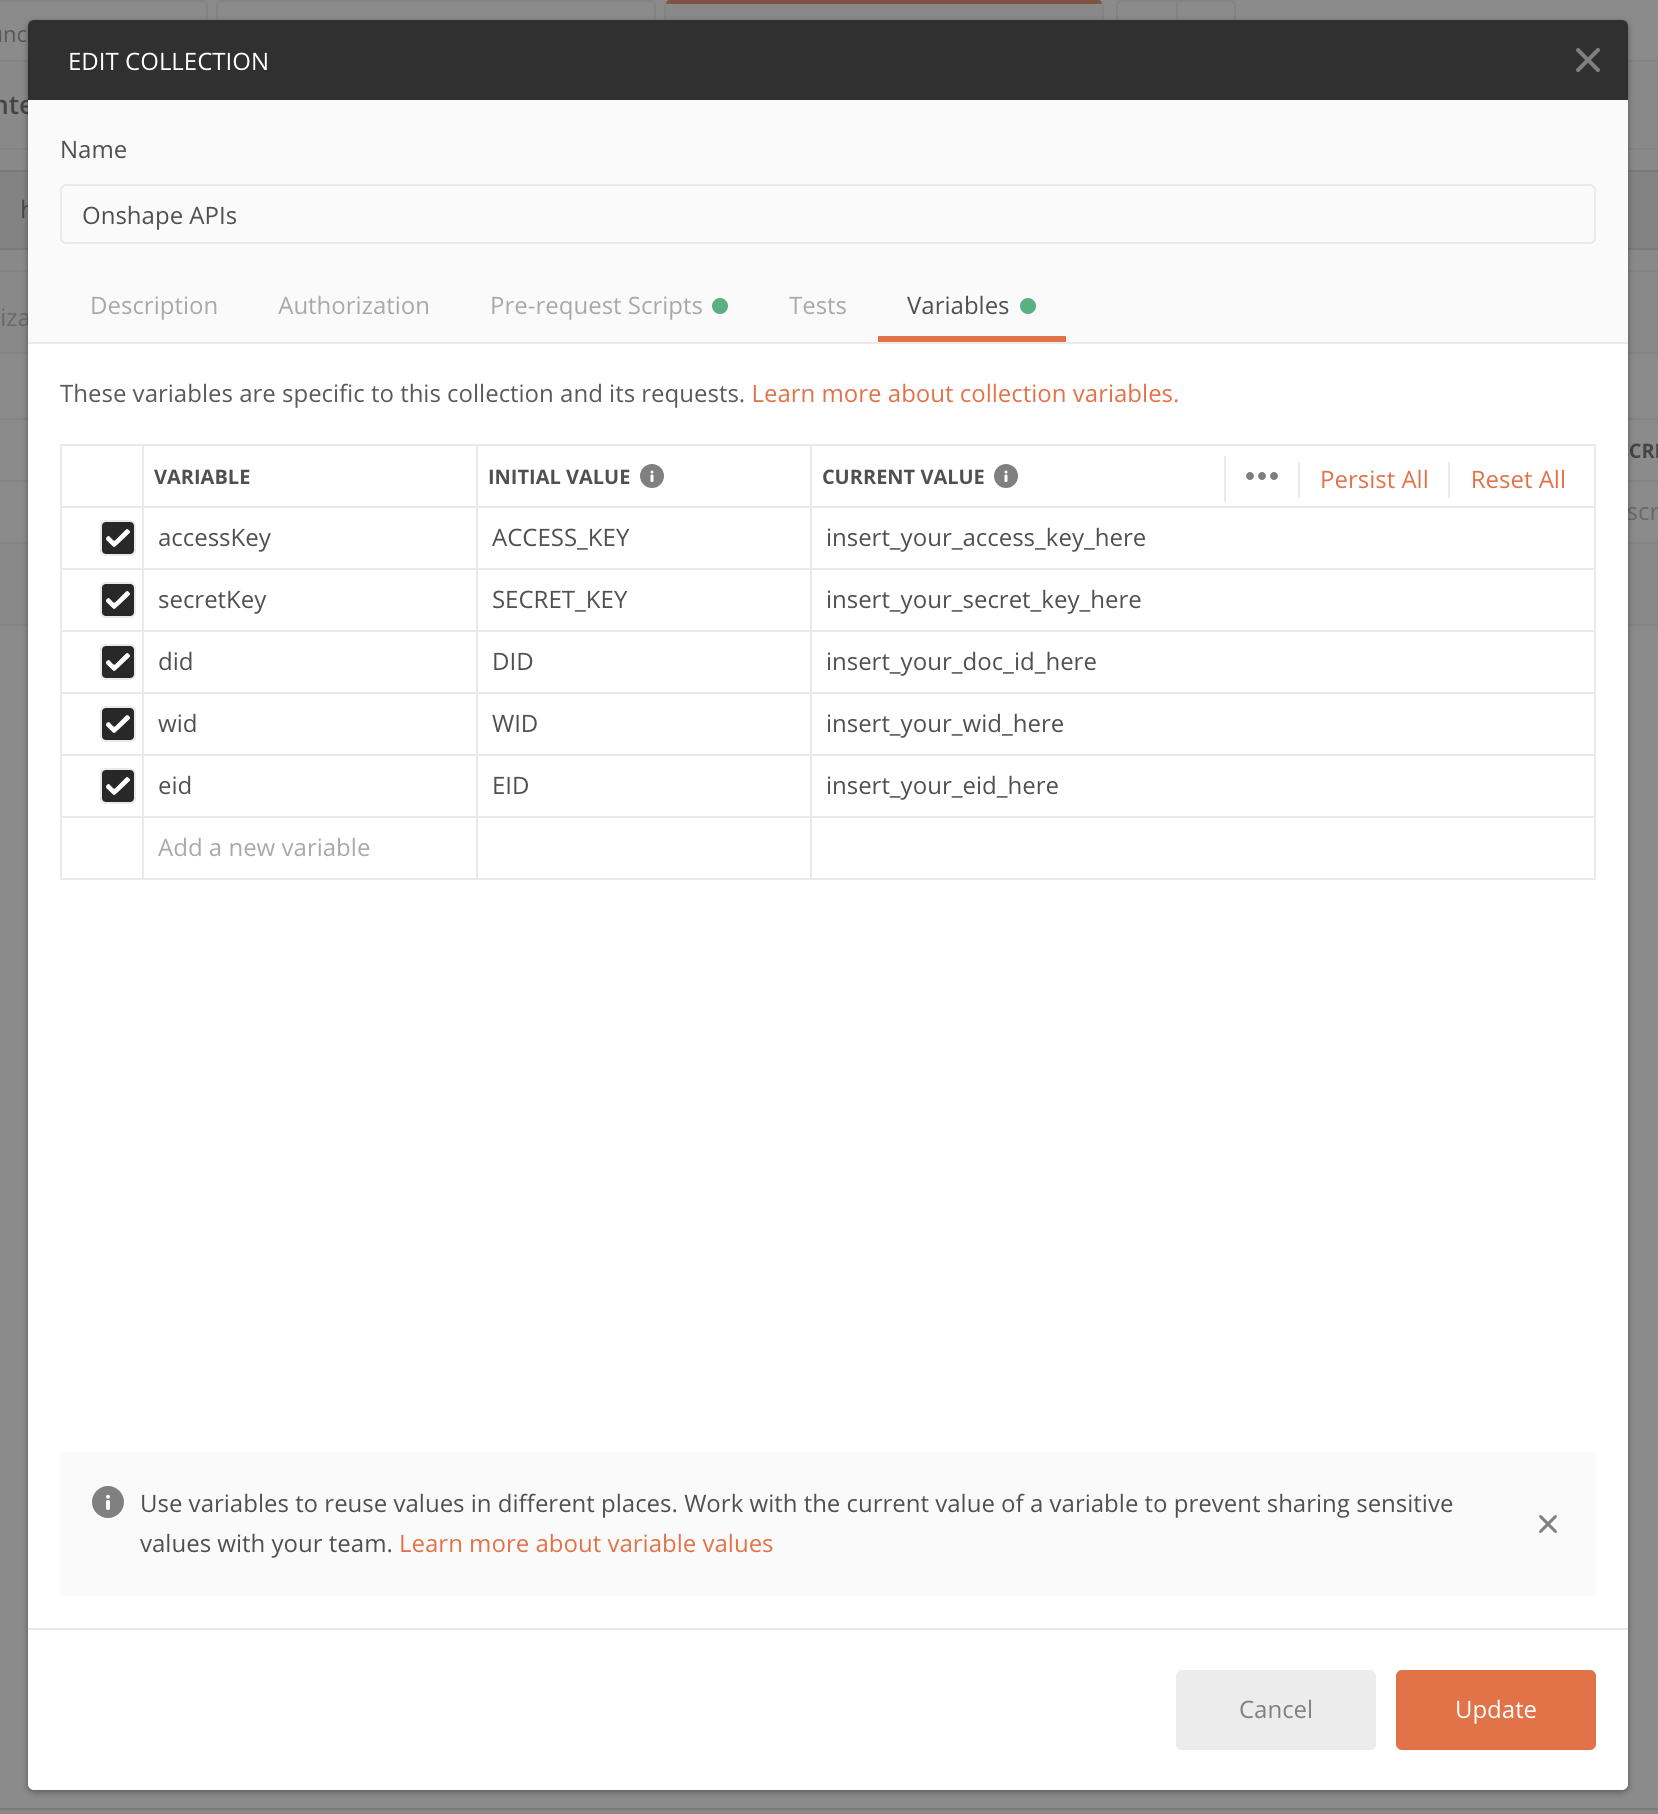 EDIT COLLECTION
Name
Onshape APIs
Description Authorization Pre-request Scripts Tests Variables
These variables are specific to this collection and its requests. Learn more about collection variables.
VARIABLE INITIAL VALUE CURRENT VALUE ••• Persist All Reset All
accessKey ACCESS_KEY insert_your_access_key_here
secretKey SECRET_KEY insert_your_secret_key_here
did DID insert_your_doc_id_here
wid WID insert_your_wid_here
eid EID insert_your_eid_here
Add a new variable
Use variables to reuse values in different places. Work with the current value of a variable to prevent sharing sensitive
values with your team. Learn more about variable values
Cancel Update